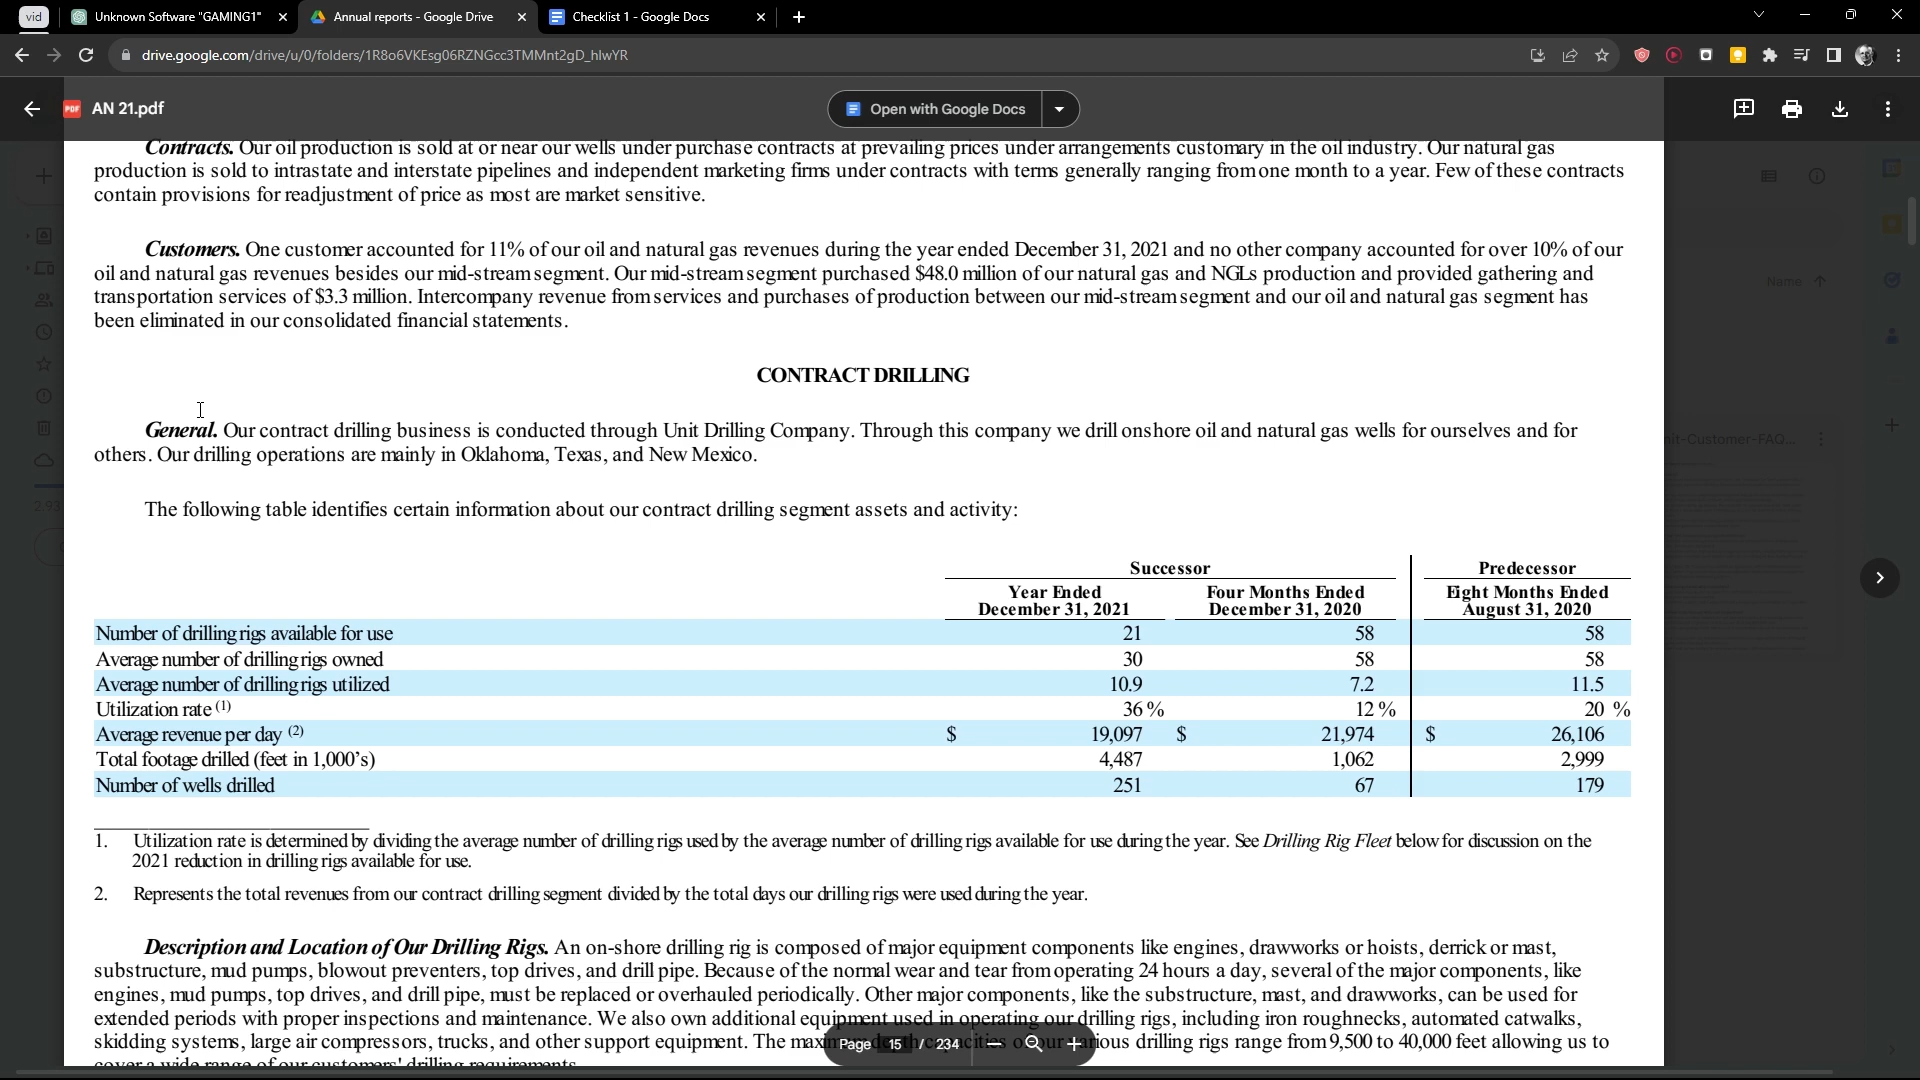 vid
Unknown Software "GAMING1"
Annual reports - Google Drive
Checklist 1 - Google Docs
drive.google.com/drive/u/0/folders/1R8o6VKEsg06RZNGcc3TMMnt2gD_hlwYR
PDF AN 21.pdf
Open with Google Docs
Contracts. Our oil production is sold at or near our wells under purchase contracts at prevailing prices under arrangements customary in the oil industry. Our natural gas
production is sold to intrastate and interstate pipelines and independent marketing firms under contracts with terms generally ranging from one month to a year. Few of these contracts
contain provisions for readjustment of price as most are market sensitive.
Customers. One customer accounted for 11% of our oil and natural gas revenues during the year ended December 31, 2021 and no other company accounted for over 10% of our
oil and natural gas revenues besides our mid-stream segment. Our mid-stream segment purchased $48.0 million of our natural gas and NGLs production and provided gathering and
transportation services of $3.3 million. Intercompany revenue from services and purchases of production between our mid-stream segment and our oil and natural gas segment has
been eliminated in our consolidated financial statements.
Name
CONTRACT DRILLING
General. Our contract drilling business is conducted through Unit Drilling Company. Through this company we drill onshore oil and natural gas wells for ourselves and for
others. Our drilling operations are mainly in Oklahoma, Texas, and New Mexico.
nit-Customer-FAQ...
The following table identifies certain information about our contract drilling segment assets and activity:
Successor Predecessor
Year Ended Four Months Ended Eight Months Ended
December 31, 2021 December 31, 2020 August 31, 2020
Number of drilling rigs available for use 21 58 58
Average number of drilling rigs owned 30 58 58
Average number of drilling rigs utilized 10.9 7.2 11.5
Utilization rate (1) 36 % 12 % 20 %
Average revenue per day (2) $ 19,097 $ 21,974 $ 26,106
Total footage drilled (feet in 1,000's) 4,487 1,062 2,999
Number of wells drilled 251 67 179
1. Utilization rate is determined by dividing the average number of drilling rigs used by the average number of drilling rigs available for use during the year. See Drilling Rig Fleet below for discussion on the
2021 reduction in drilling rigs available for use.
2. Represents the total revenues from our contract drilling segment divided by the total days our drilling rigs were used during the year.
Description and Location of Our Drilling Rigs. An on-shore drilling rig is composed of major equipment components like engines, drawworks or hoists, derrick or mast,
substructure, mud pumps, blowout preventers, top drives, and drill pipe. Because of the normal wear and tear from operating 24 hours a day, several of the major components, like
engines, mud pumps, top drives, and drill pipe, must be replaced or overhauled periodically. Other major components, like the substructure, mast, and drawworks, can be used for
extended periods with proper inspections and maintenance. We also own additional equipment used in operating our drilling rigs, including iron roughnecks, automated catwalks,
skidding systems, large air compressors, trucks, and other support equipment. The maximum depth capacities of our various drilling rigs range from 9,500 to 40,000 feet allowing us to
cover a wide range of our customers' drilling requirements.
Page 15 / 234